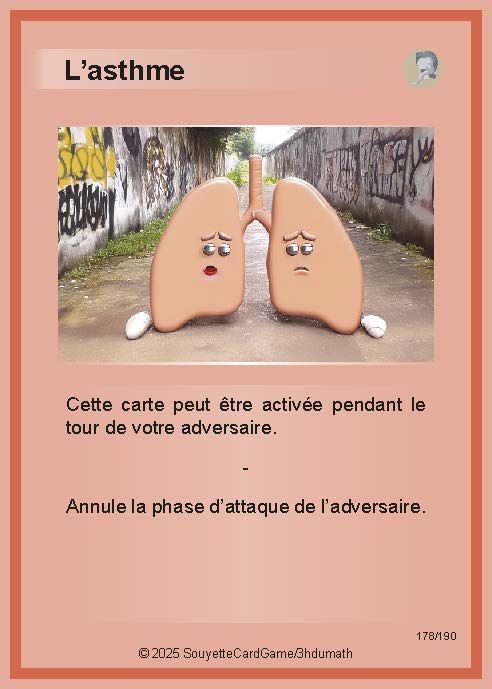 L’asthme
Cette carte peut être activée pendant le
tour de votre adversaire.
-
Annule la phase d’attaque de l’adversaire.
178/190
© 2025 SouyetteCardGame/3hdumath